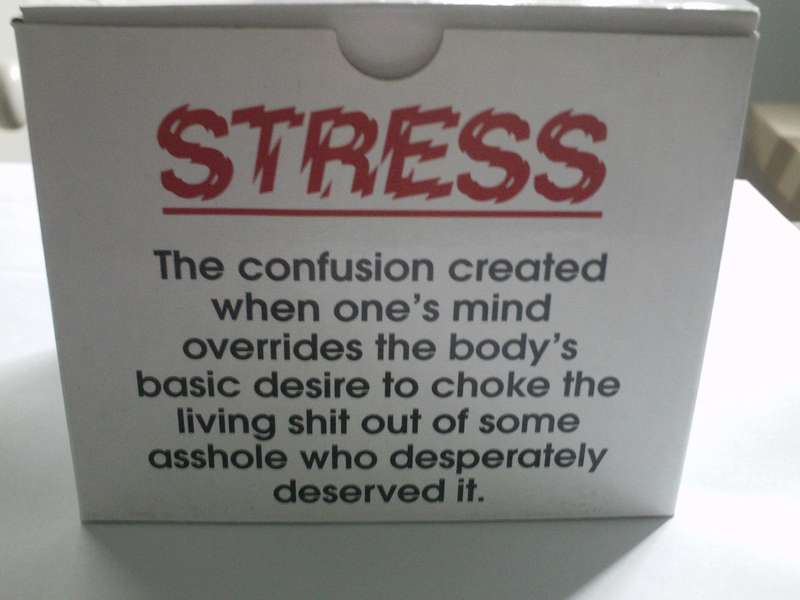 STRESS
The confusion created
when one's mind
overrides the body's
basic desire to choke the
living shit out of some
asshole who desperately
deserved it.